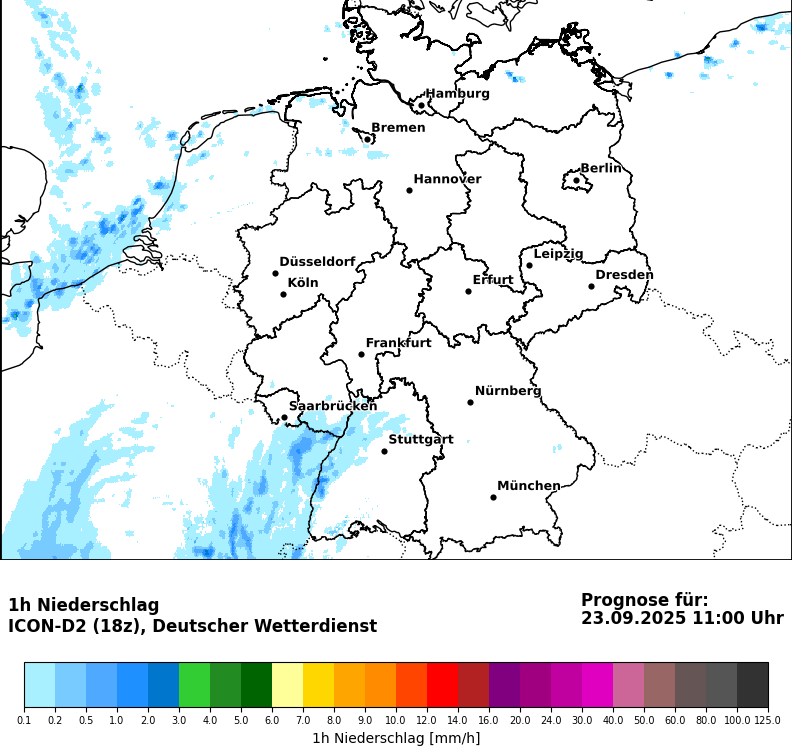 Hamburg
Bremen
Berlin
Hannover
Leipzig
Düsseldorf
Dresden
Köln
Erfurt
Frankfurt
Nürnberg
Saarbrücken
Stuttgart
München
1h Niederschlag
ICON-D2 (18z), Deutscher Wetterdienst
Prognose für:
23.09.2025 11:00 Uhr
0.1 0.2 0.5 1.0 2.0 3.0 4.0 5.0 6.0 7.0 8.0 9.0 10.0 12.0 14.0 16.0 20.0 24.0 30.0 40.0 50.0 60.0 80.0 100.0 125.0
1h Niederschlag [mm/h]